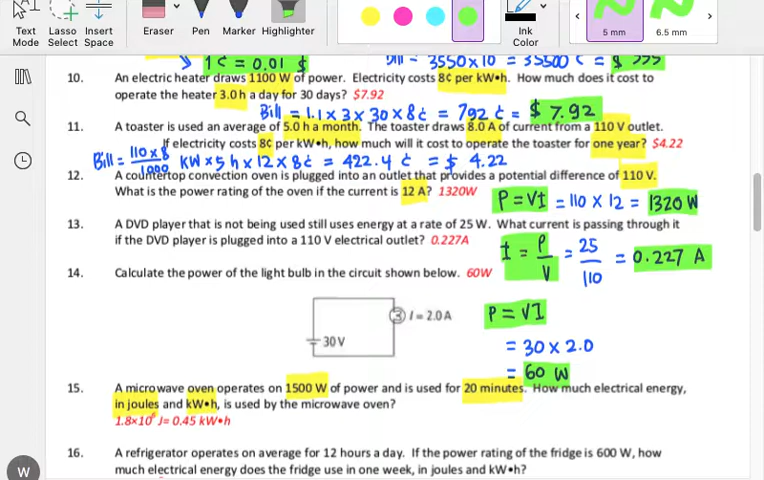 Text Mode
Lasso Select
Insert Space
Eraser
Pen
Marker
Highlighter
Ink Color
5 mm
6.5 mm
1 ¢ = 0.01 $
Bill = 3550x10 = 35500 ¢ = $ 355
10. An electric heater draws 1100 W of power. Electricity costs 8¢ per kW•h. How much does it cost to
operate the heater 3.0 h a day for 30 days? $7.92
Bill = 1.1 x 3 x 30 x 8¢ = 792 ¢ = $ 7.92
11. A toaster is used an average of 5.0 h a month. The toaster draws 8.0 A of current from a 110 V outlet.
If electricity costs 8¢ per kW•h, how much will it cost to operate the toaster for one year? $4.22
Bill = 110 x 8 / 1000 KW x 5 h x 12 x 8¢ = 422.4 ¢ = $ 4.22
12. A countertop convection oven is plugged into an outlet that provides a potential difference of 110 V.
What is the power rating of the oven if the current is 12 A? 1320W
P = VI = 110 x 12 = 1320 W
13. A DVD player that is not being used still uses energy at a rate of 25 W. What current is passing through it
if the DVD player is plugged into a 110 V electrical outlet? 0.227A
I = P / V = 25 / 110 = 0.227 A
14. Calculate the power of the light bulb in the circuit shown below. 60W
I = 2.0 A
30 V
P = VI
= 30 x 2.0
= 60 W
15. A microwave oven operates on 1500 W of power and is used for 20 minutes. How much electrical energy,
in joules and kW•h, is used by the microwave oven?
1.8×10⁶ J= 0.45 kW•h
16. A refrigerator operates on average for 12 hours a day. If the power rating of the fridge is 600 W, how
much electrical energy does the fridge use in one week, in joules and kW•h?
W